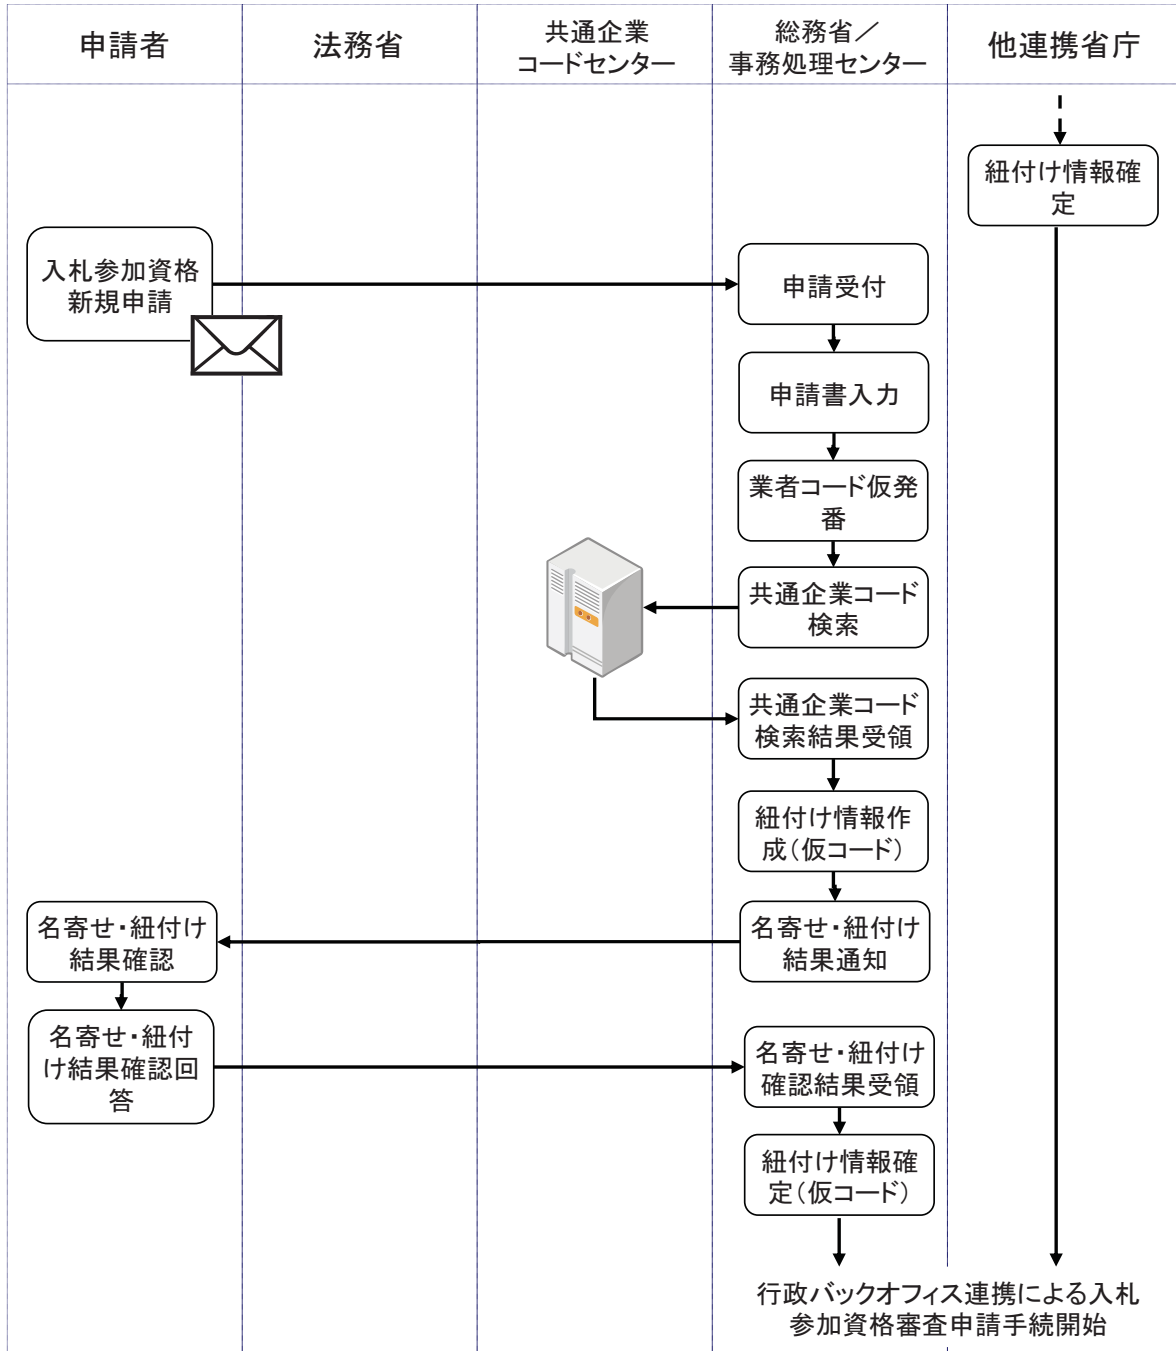 申請者
法務省
共通企業
コードセンター
総務省／
事務処理センター
他連携省庁
紐付け情報確
定
入札参加資格
新規申請
申請受付
申請書入力
業者コード仮発
番
共通企業コード
検索
共通企業コード
検索結果受領
紐付け情報作
成（仮コード）
名寄せ・紐付け
結果通知
名寄せ・紐付け
結果確認
名寄せ・紐付
け結果確認回
答
名寄せ・紐付け
確認結果受領
紐付け情報確
定（仮コード）
行政バックオフィス連携による入札
参加資格審査申請手続開始